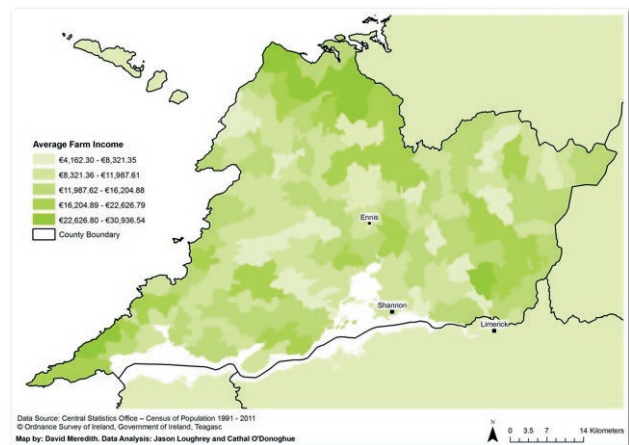 Average Farm Income
€4,162.30 - €8,321.35
€8,321.36 - €11,987.61
€11,987.62 - €16,204.88
€16,204.89 - €22,626.79
€22,626.80 - €30,936.54
County Boundary
Ennis
Shannon
Limerick
Data Source: Central Statistics Office – Census of Population 1991 - 2011
© Ordnance Survey of Ireland, Government of Ireland, Teagasc
Map by: David Meredith. Data Analysis: Jason Loughrey and Cathal O'Donoghue
N
0 3.5 7 14 Kilometers